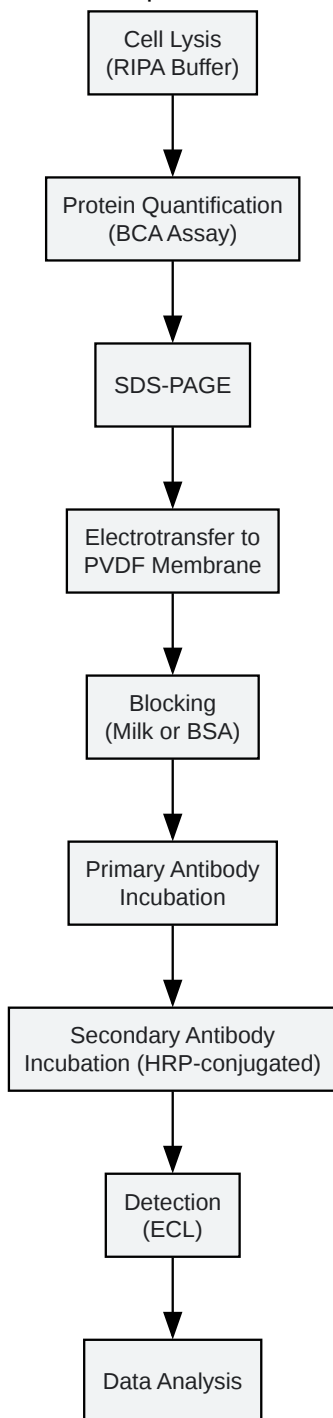 Cell Lysis
(RIPA Buffer)
Protein Quantification
(BCA Assay)
SDS-PAGE
Electrotransfer to
PVDF Membrane
Blocking
(Milk or BSA)
Primary Antibody
Incubation
Secondary Antibody
Incubation (HRP-conjugated)
Detection
(ECL)
Data Analysis